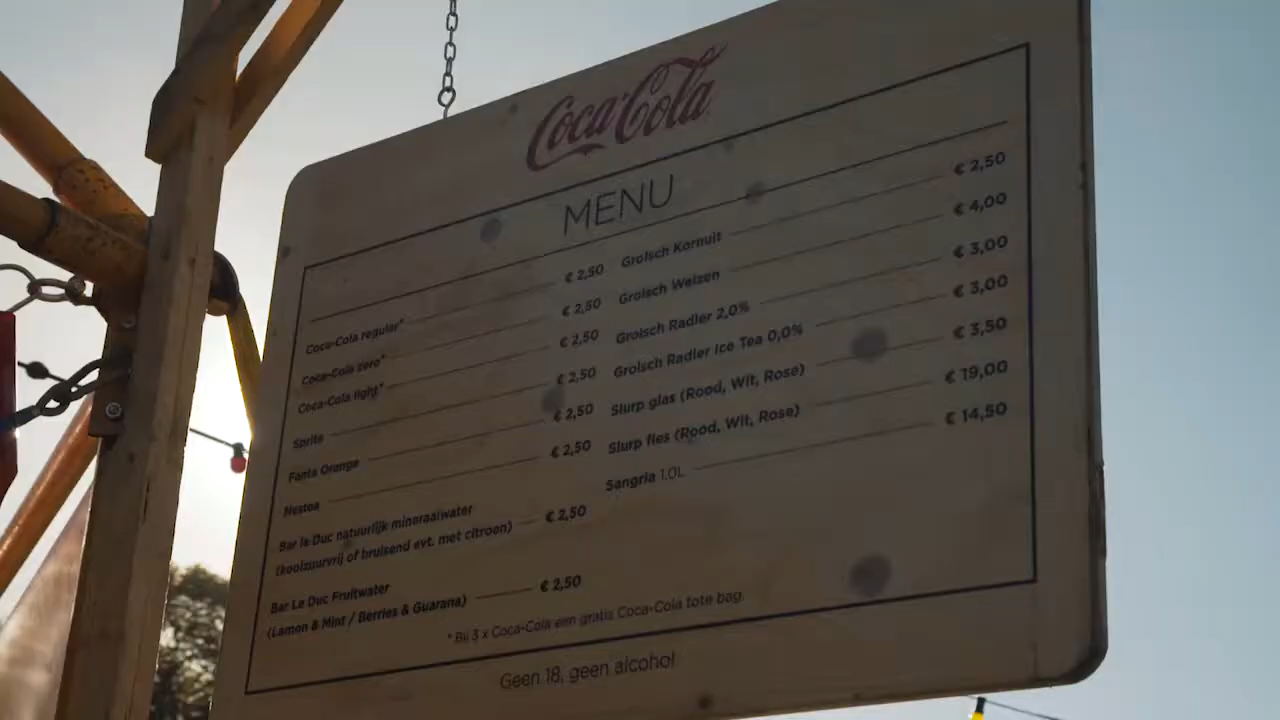 Coca-Cola
MENU
Coca-Cola regular* € 2,50
Coca-Cola zero* € 2,50
Coca-Cola light* € 2,50
Sprite € 2,50
Fanta Orange € 2,50
Nestea € 2,50
Bar le Duc natuurlijk mineraalwater
(koolzuurvrij of bruisend evt. met citroen) € 2,50
Bar Le Duc Fruitwater
(Lamon & Mint / Berries & Guarana) € 2,50
Grolsch Kornuit € 2,50
Grolsch Weizen € 4,00
Grolsch Radler 2,0% € 3,00
Grolsch Radler Ice Tea 0,0% € 3,00
Slurp glas (Rood, Wit, Rose) € 3,50
Slurp fles (Rood, Wit, Rose) € 19,00
Sangria 1.0L € 14,50
* Bij 3 x Coca-Cola een gratis Coca-Cola tote bag.
Geen 18, geen alcohol